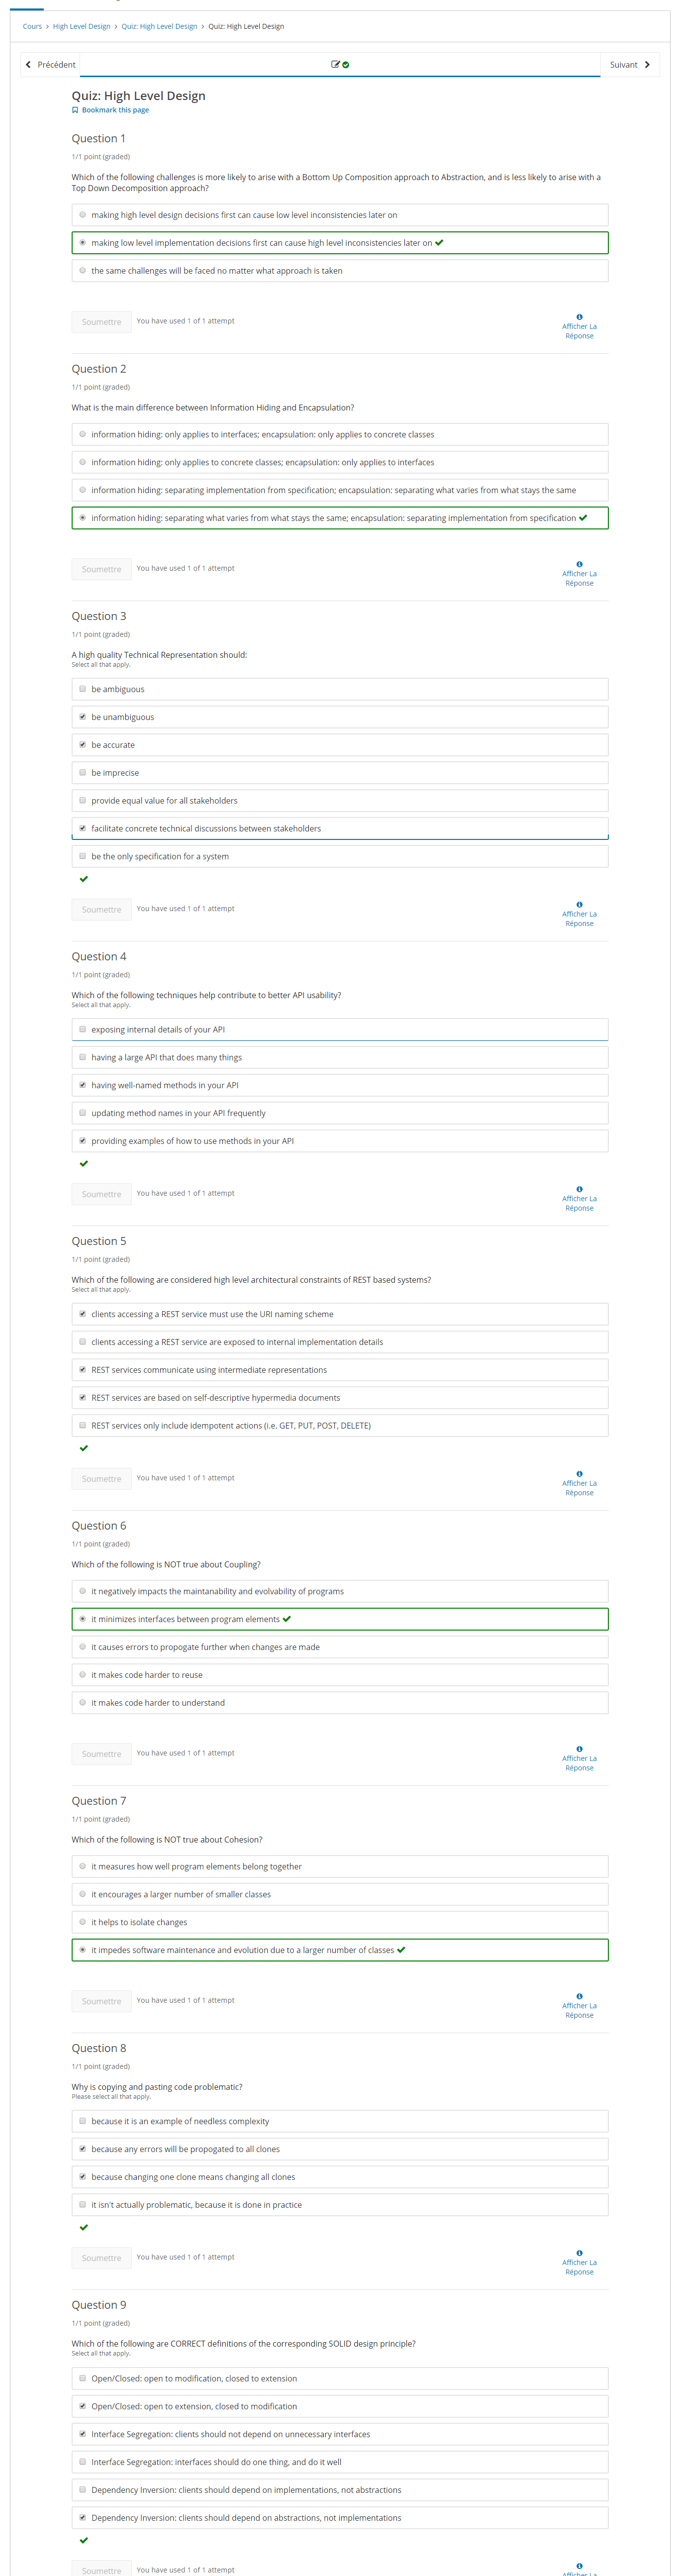 Cours > High Level Design > Quiz: High Level Design > Quiz: High Level Design
Précédent
Suivant
Quiz: High Level Design
Bookmark this page
Question 1
1/1 point (graded)
Which of the following challenges is more likely to arise with a Bottom Up Composition approach to Abstraction, and is less likely to arise with a
Top Down Decomposition approach?
making high level design decisions first can cause low level inconsistencies later on
making low level implementation decisions first can cause high level inconsistencies later on
the same challenges will be faced no matter what approach is taken
Soumettre
You have used 1 of 1 attempt
Afficher La
Réponse
Question 2
1/1 point (graded)
What is the main difference between Information Hiding and Encapsulation?
information hiding: only applies to interfaces; encapsulation: only applies to concrete classes
information hiding: only applies to concrete classes; encapsulation: only applies to interfaces
information hiding: separating implementation from specification; encapsulation: separating what varies from what stays the same
information hiding: separating what varies from what stays the same; encapsulation: separating implementation from specification
Soumettre
You have used 1 of 1 attempt
Afficher La
Réponse
Question 3
1/1 point (graded)
A high quality Technical Representation should:
Select all that apply.
be ambiguous
be unambiguous
be accurate
be imprecise
provide equal value for all stakeholders
facilitate concrete technical discussions between stakeholders
be the only specification for a system
Soumettre
You have used 1 of 1 attempt
Afficher La
Réponse
Question 4
1/1 point (graded)
Which of the following techniques help contribute to better API usability?
Select all that apply.
exposing internal details of your API
having a large API that does many things
having well-named methods in your API
updating method names in your API frequently
providing examples of how to use methods in your API
Soumettre
You have used 1 of 1 attempt
Afficher La
Réponse
Question 5
1/1 point (graded)
Which of the following are considered high level architectural constraints of REST based systems?
Select all that apply.
clients accessing a REST service must use the URI naming scheme
clients accessing a REST service are exposed to internal implementation details
REST services communicate using intermediate representations
REST services are based on self-descriptive hypermedia documents
REST services only include idempotent actions (i.e. GET, PUT, POST, DELETE)
Soumettre
You have used 1 of 1 attempt
Afficher La
Réponse
Question 6
1/1 point (graded)
Which of the following is NOT true about Coupling?
it negatively impacts the maintanability and evolvability of programs
it minimizes interfaces between program elements
it causes errors to propogate further when changes are made
it makes code harder to reuse
it makes code harder to understand
Soumettre
You have used 1 of 1 attempt
Afficher La
Réponse
Question 7
1/1 point (graded)
Which of the following is NOT true about Cohesion?
it measures how well program elements belong together
it encourages a larger number of smaller classes
it helps to isolate changes
it impedes software maintenance and evolution due to a larger number of classes
Soumettre
You have used 1 of 1 attempt
Afficher La
Réponse
Question 8
1/1 point (graded)
Why is copying and pasting code problematic?
Please select all that apply.
because it is an example of needless complexity
because any errors will be propogated to all clones
because changing one clone means changing all clones
it isn't actually problematic, because it is done in practice
Soumettre
You have used 1 of 1 attempt
Afficher La
Réponse
Question 9
1/1 point (graded)
Which of the following are CORRECT definitions of the corresponding SOLID design principle?
Select all that apply.
Open/Closed: open to modification, closed to extension
Open/Closed: open to extension, closed to modification
Interface Segregation: clients should not depend on unnecessary interfaces
Interface Segregation: interfaces should do one thing, and do it well
Dependency Inversion: clients should depend on implementations, not abstractions
Dependency Inversion: clients should depend on abstractions, not implementations
Soumettre
You have used 1 of 1 attempt
Afficher La